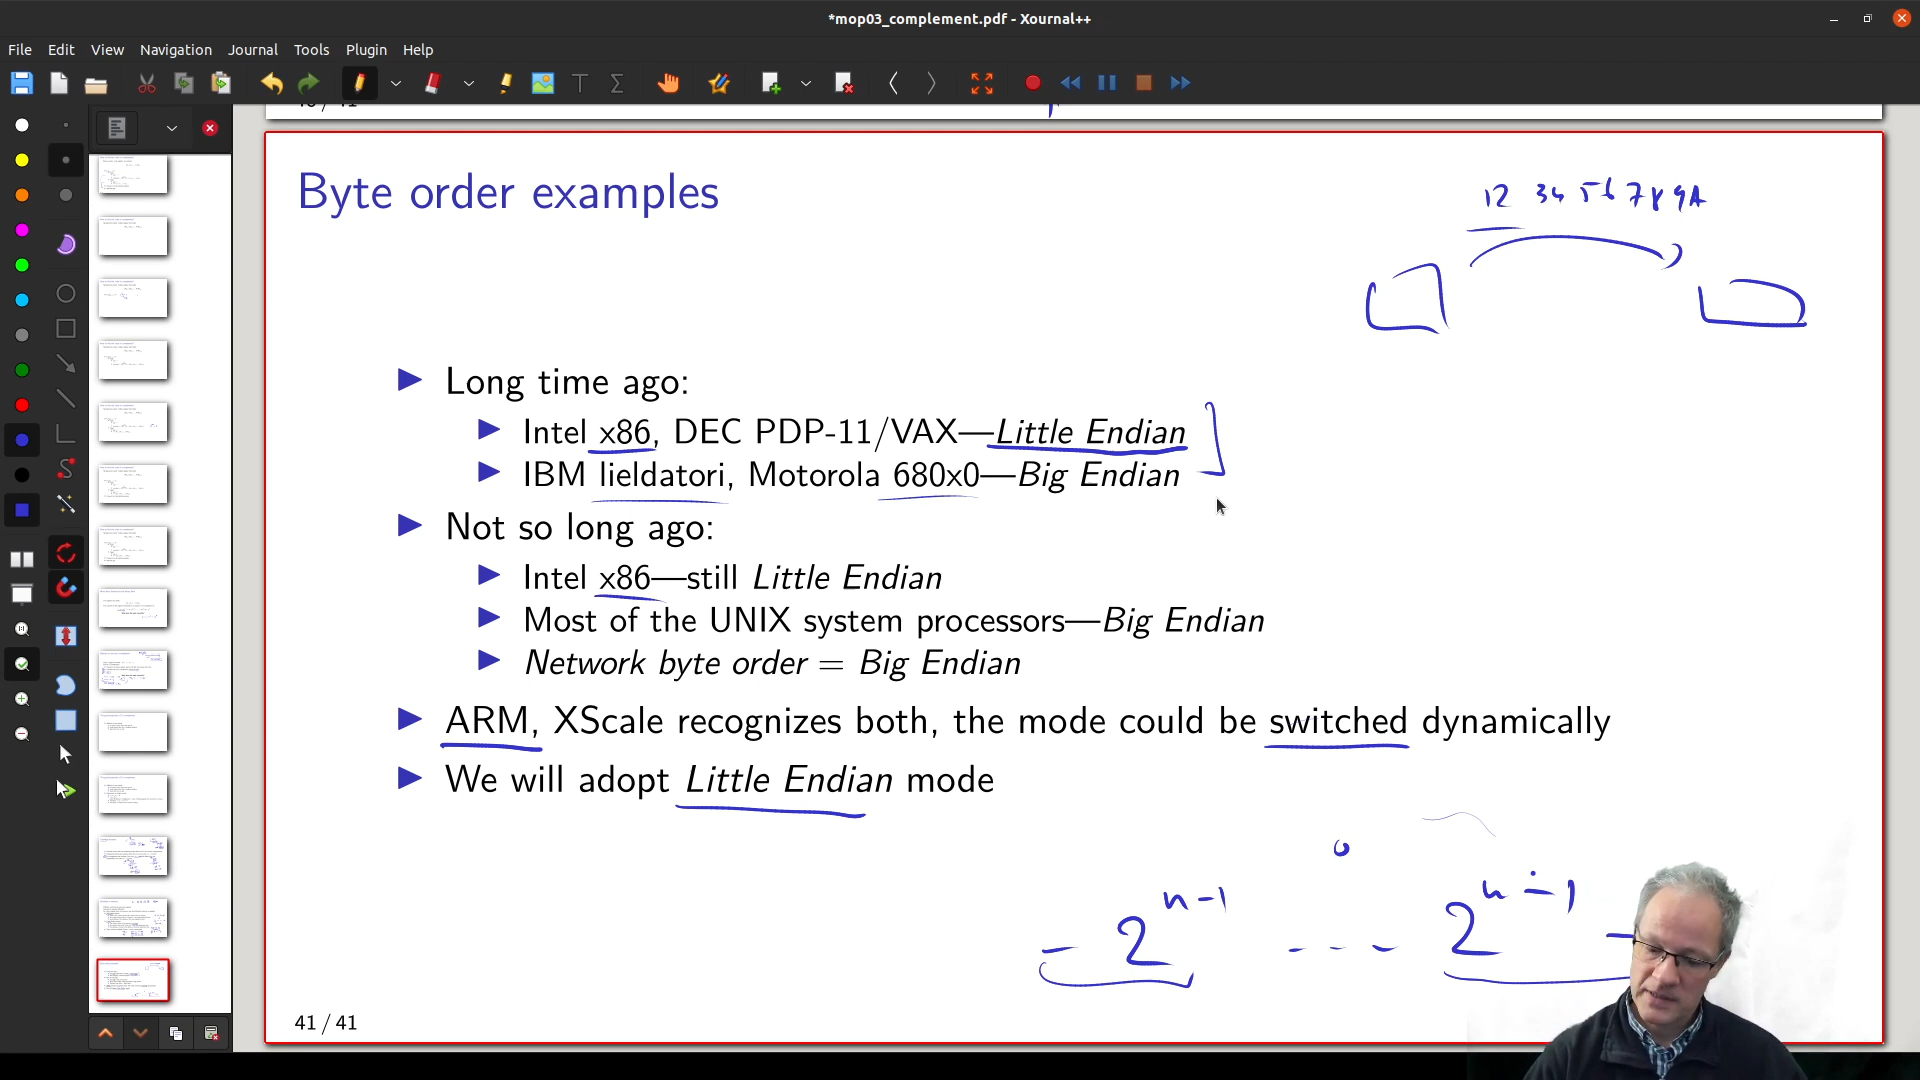 *mop03_complement.pdf - Xournal++
File Edit View Navigation Journal Tools Plugin Help
Byte order examples
12 34 56 78 9A
Long time ago:
Intel x86, DEC PDP-11/VAX—Little Endian
IBM lieldatori, Motorola 680x0—Big Endian
Not so long ago:
Intel x86—still Little Endian
Most of the UNIX system processors—Big Endian
Network byte order = Big Endian
ARM, XScale recognizes both, the mode could be switched dynamically
We will adopt Little Endian mode
0
- 2^n-1 --- 2^n-1 -
41 / 41